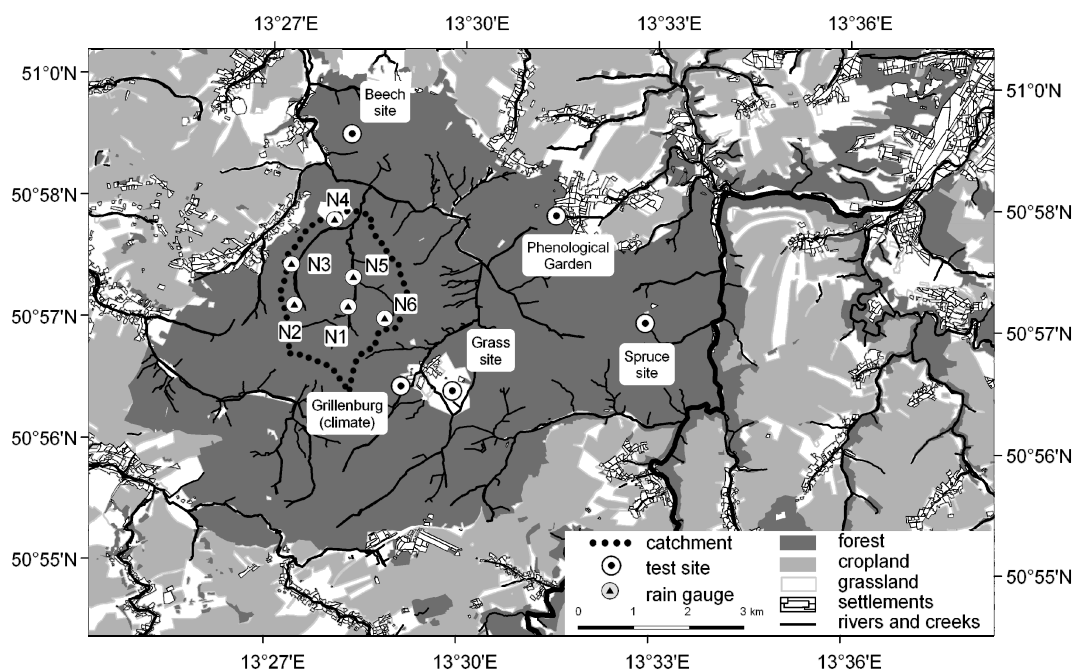 13°27'E
13°30'E
13°33'E
13°36'E
51°0'N
51°0'N
Beech
site
50°58'N
50°58'N
N4
N3
N5
Phenological
Garden
N6
50°57'N
50°57'N
N2
N1
Grass
site
Spruce
site
Grillenburg
(climate)
50°56'N
50°56'N
50°55'N
50°55'N
catchment
test site
rain gauge
0 1 2 3 km
forest
cropland
grassland
settlements
rivers and creeks
13°27'E
13°30'E
13°33'E
13°36'E